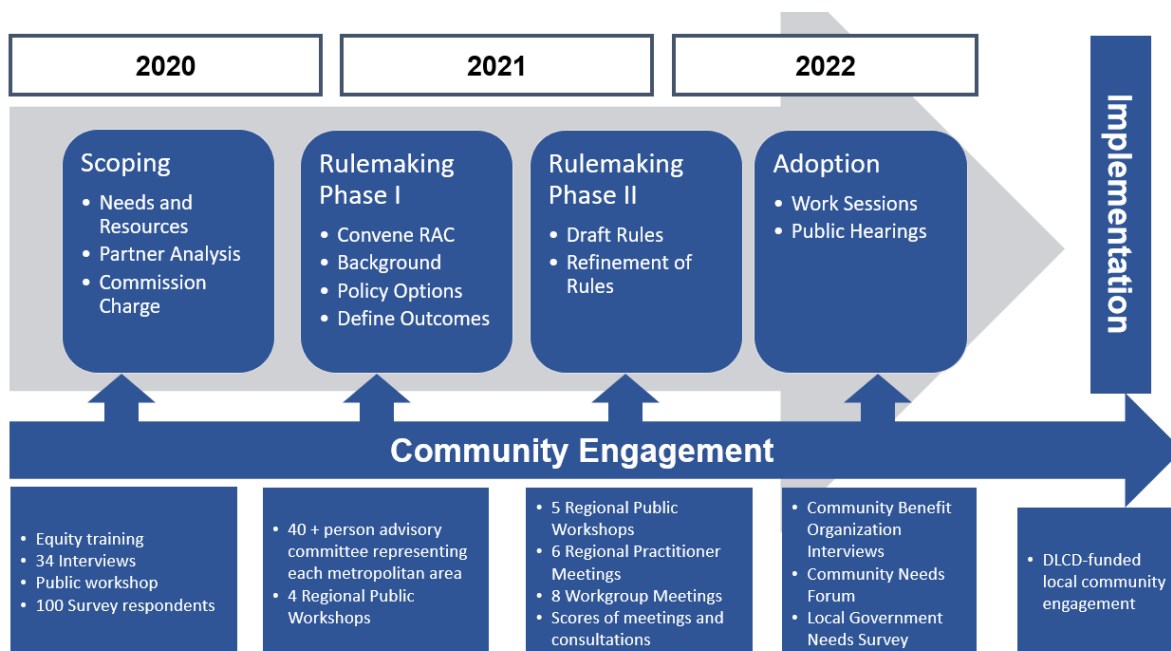 2020
2021
2022
Implementation
Scoping
• Needs and
Resources
• Partner Analysis
• Commission
Charge
Rulemaking
Phase I
• Convene RAC
• Background
• Policy Options
• Define Outcomes
Rulemaking
Phase II
• Draft Rules
• Refinement of
Rules
Adoption
• Work Sessions
• Public Hearings
Community Engagement
• Equity training
• 34 Interviews
• Public workshop
• 100 Survey respondents
• 40 + person advisory
committee representing
each metropolitan area
• 4 Regional Public
Workshops
• 5 Regional Public
Workshops
• 6 Regional Practitioner
Meetings
• 8 Workgroup Meetings
• Scores of meetings and
consultations
• Community Benefit
Organization
Interviews
• Community Needs
Forum
• Local Government
Needs Survey
• DLCD-funded
local community
engagement